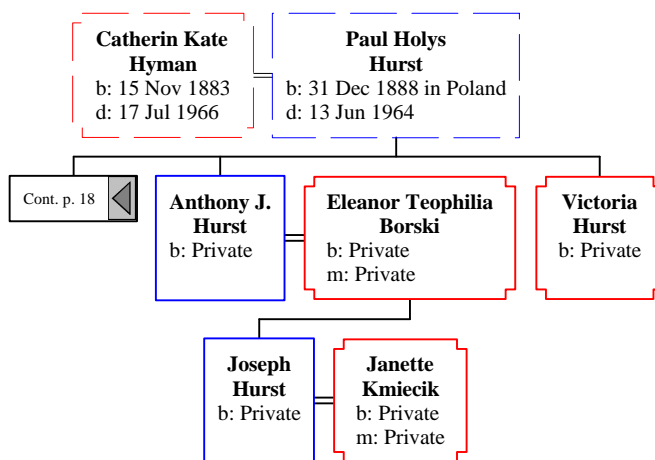 Catherin Kate
Hyman
b: 15 Nov 1883
d: 17 Jul 1966
Paul Holys
Hurst
b: 31 Dec 1888 in Poland
d: 13 Jun 1964
Cont. p. 18
Anthony J.
Hurst
b: Private
Eleanor Teophilia
Borski
b: Private
m: Private
Victoria
Hurst
b: Private
Joseph
Hurst
b: Private
Janette
Kmiecik
b: Private
m: Private